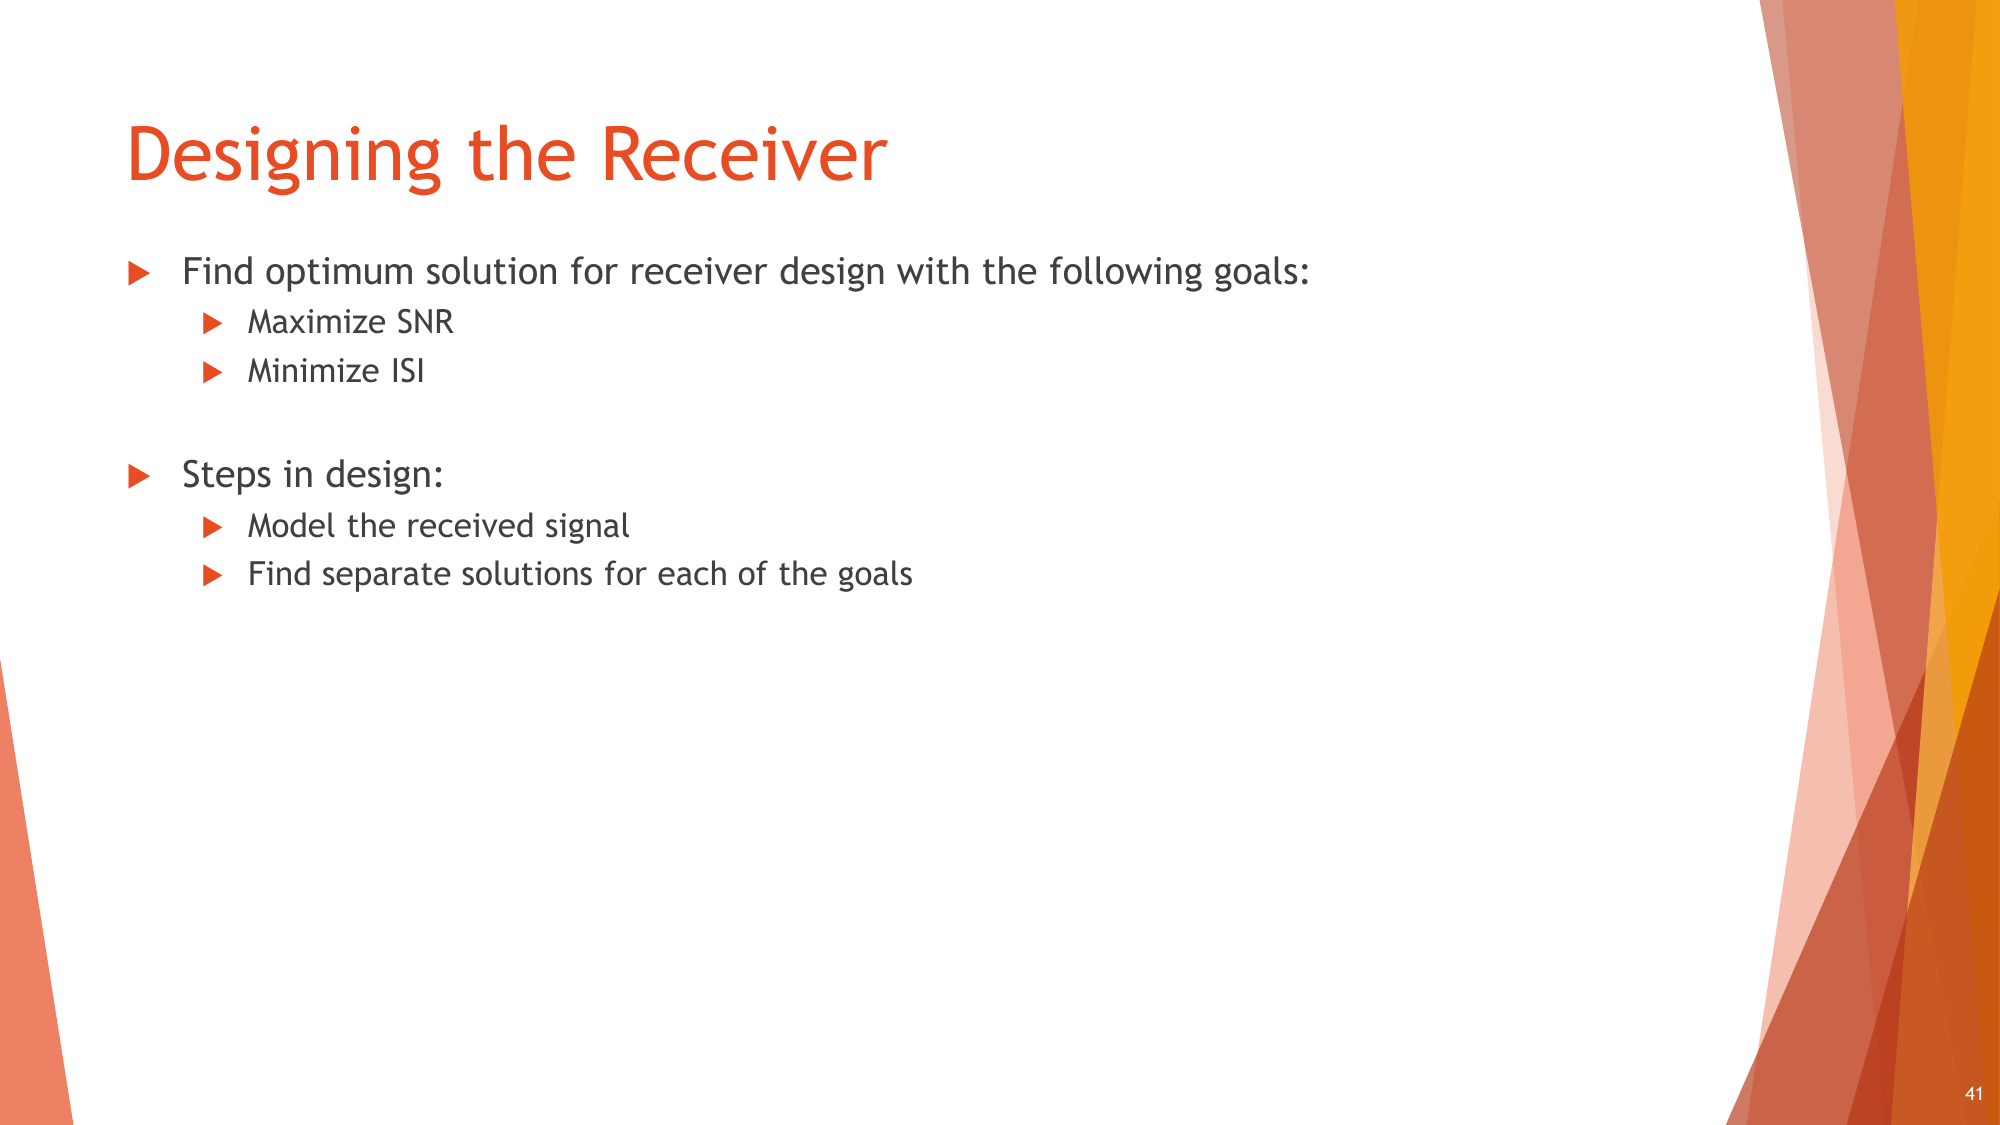 Designing the Receiver
Find optimum solution for receiver design with the following goals:
Maximize SNR
Minimize ISI
Steps in design:
Model the received signal
Find separate solutions for each of the goals
41